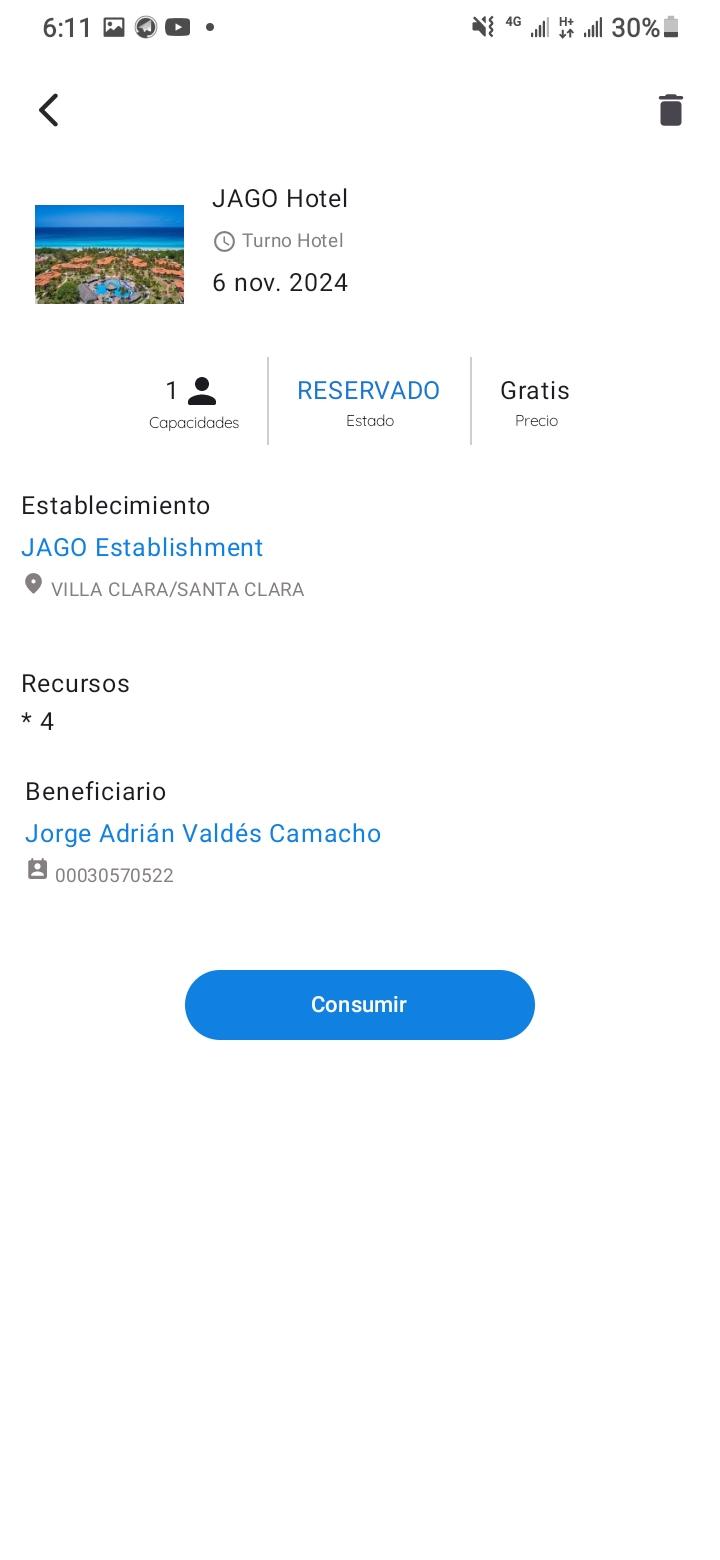 6:11 4G H+ 30%
JAGO Hotel
Turno Hotel
6 nov. 2024
1 RESERVADO Gratis
Capacidades Estado Precio
Establecimiento
JAGO Establishment
VILLA CLARA/SANTA CLARA
Recursos
* 4
Beneficiario
Jorge Adrián Valdés Camacho
00030570522
Consumir